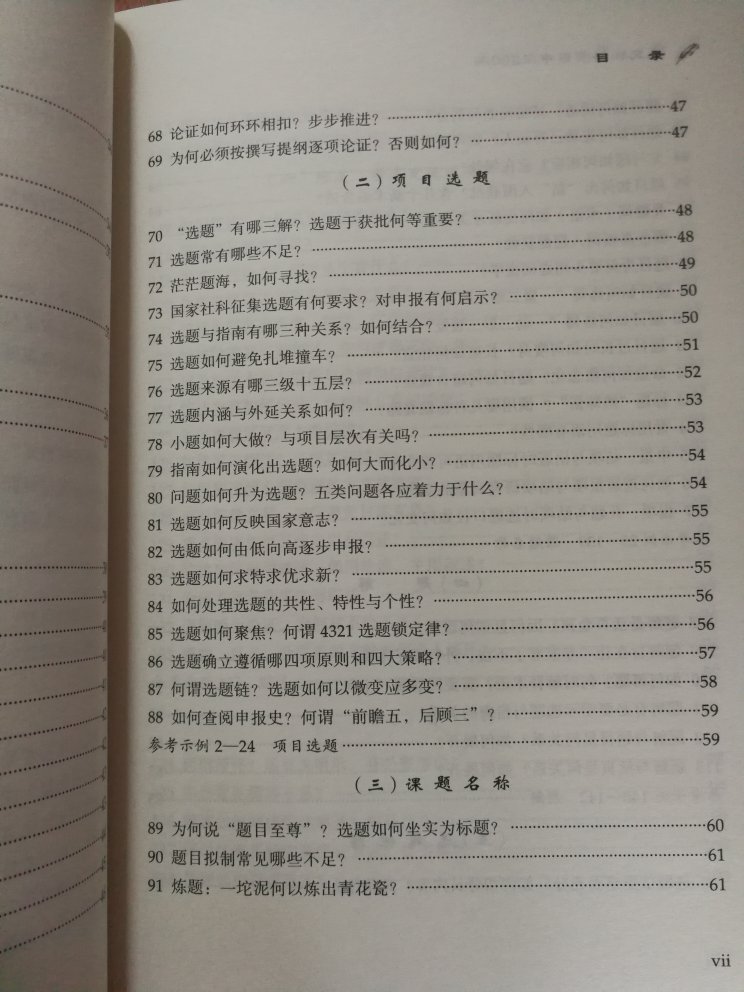 目 录
68 论证如何环环相扣？步步推进？……47
69 为何必须按撰写提纲逐项论证？否则如何？……47
（二）项目选题
70 “选题”有哪三解？选题于获批何等重要？……48
71 选题常有哪些不足？……48
72 茫茫题海，如何寻找？……49
73 国家社科征集选题有何要求？对申报有何启示？……50
74 选题与指南有哪三种关系？如何结合？……50
75 选题如何避免扎堆撞车？……51
76 选题来源有哪三级十五层？……52
77 选题内涵与外延关系如何？……53
78 小题如何大做？与项目层次有关吗？……53
79 指南如何演化出选题？如何大而化小？……54
80 问题如何升为选题？五类问题各应着力于什么？……54
81 选题如何反映国家意志？……55
82 选题如何由低向高逐步申报？……55
83 选题如何求特求优求新？……55
84 如何处理选题的共性、特性与个性？……56
85 选题如何聚焦？何谓4321选题锁定律？……56
86 选题确立遵循哪四项原则和四大策略？……57
87 何谓选题链？选题如何以微变应多变？……58
88 如何查阅申报史？何谓“前瞻五，后顾三”？……59
参考示例2—24 项目选题……59
（三）课题名称
89 为何说“题目至尊”？选题如何坐实为标题？……60
90 题目拟制常见哪些不足？……61
91 炼题：一坨泥何以炼出青花瓷？……61
vii